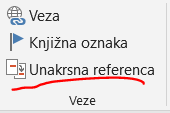 Veza
Knjižna oznaka
Unakrsna referenca
Veze